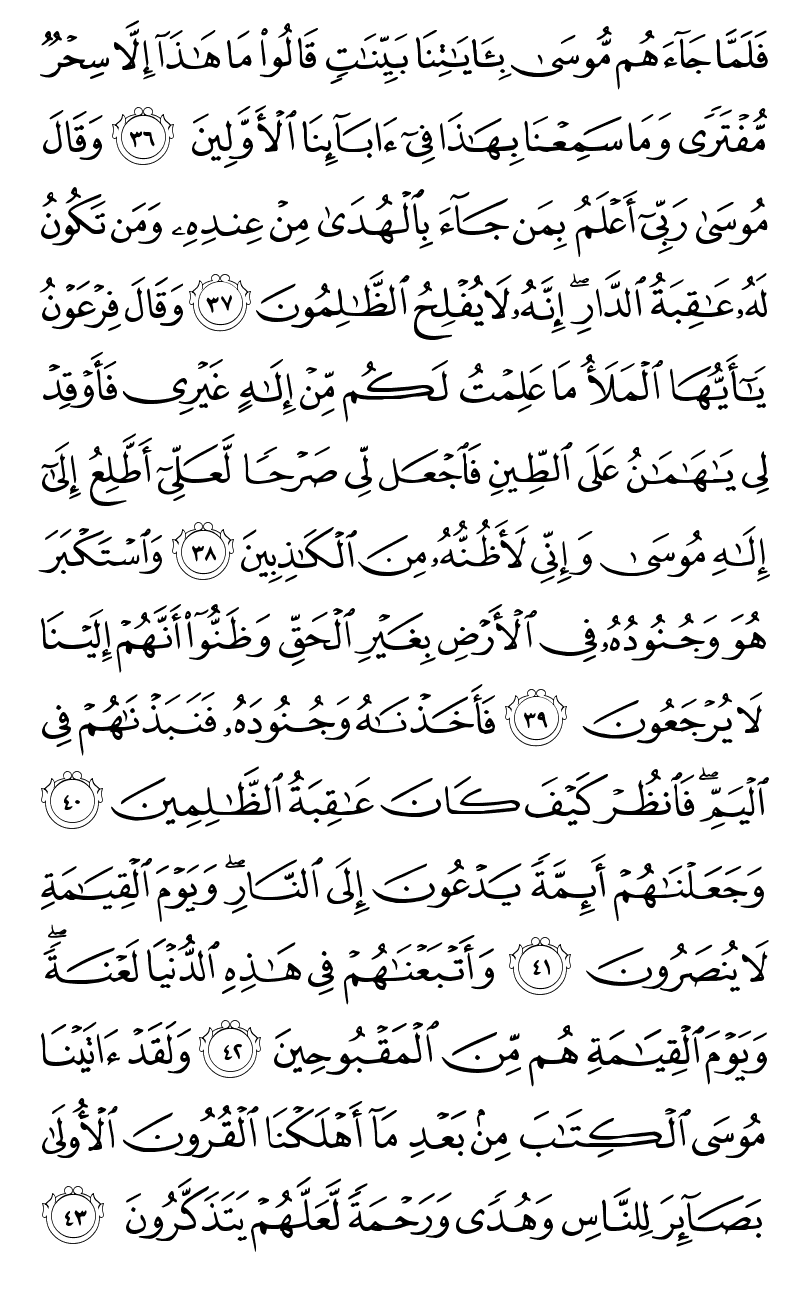 فَلَمَّا جَآءَهُم مُّوسَىٰ بِـَٔايَٰتِنَا بَيِّنَٰتٖ قَالُواْ مَا هَٰذَآ إِلَّا سِحۡرٞ
مُّفۡتَرٗى وَمَا سَمِعۡنَا بِهَٰذَا فِيٓ ءَابَآئِنَا ٱلۡأَوَّلِينَ ٣٦ وَقَالَ
مُوسَىٰ رَبِّيٓ أَعۡلَمُ بِمَن جَآءَ بِٱلۡهُدَىٰ مِنۡ عِندِهِۦ وَمَن تَكُونُ
لَهُۥ عَٰقِبَةُ ٱلدَّارِۖ إِنَّهُۥ لَا يُفۡلِحُ ٱلظَّٰلِمُونَ ٣٧ وَقَالَ فِرۡعَوۡنُ
يَٰٓأَيُّهَا ٱلۡمَلَأُ مَا عَلِمۡتُ لَكُم مِّنۡ إِلَٰهٍ غَيۡرِي فَأَوۡقِدۡ
لِي يَٰهَٰمَٰنُ عَلَى ٱلطِّينِ فَٱجۡعَل لِّي صَرۡحٗا لَّعَلِّيٓ أَطَّلِعُ إِلَىٰٓ
إِلَٰهِ مُوسَىٰ وَإِنِّي لَأَظُنُّهُۥ مِنَ ٱلۡكَٰذِبِينَ ٣٨ وَٱسۡتَكۡبَرَ
هُوَ وَجُنُودُهُۥ فِي ٱلۡأَرۡضِ بِغَيۡرِ ٱلۡحَقِّ وَظَنُّوٓاْ أَنَّهُمۡ إِلَيۡنَا
لَا يُرۡجَعُونَ ٣٩ فَأَخَذۡنَٰهُ وَجُنُودَهُۥ فَنَبَذۡنَٰهُمۡ فِي
ٱلۡيَمِّۖ فَٱنظُرۡ كَيۡفَ كَانَ عَٰقِبَةُ ٱلظَّٰلِمِينَ ٤٠
وَجَعَلۡنَٰهُمۡ أَئِمَّةٗ يَدۡعُونَ إِلَى ٱلنَّارِۖ وَيَوۡمَ ٱلۡقِيَٰمَةِ
لَا يُنصَرُونَ ٤١ وَأَتۡبَعۡنَٰهُمۡ فِي هَٰذِهِ ٱلدُّنۡيَا لَعۡنَةٗۖ
وَيَوۡمَ ٱلۡقِيَٰمَةِ هُم مِّنَ ٱلۡمَقۡبُوحِينَ ٤٢ وَلَقَدۡ ءَاتَيۡنَا
مُوسَى ٱلۡكِتَٰبَ مِنۢ بَعۡدِ مَآ أَهۡلَكۡنَا ٱلۡقُرُونَ ٱلۡأُولَىٰ
بَصَآئِرَ لِلنَّاسِ وَهُدٗى وَرَحۡمَةٗ لَّعَلَّهُمۡ يَتَذَكَّرُونَ ٤٣